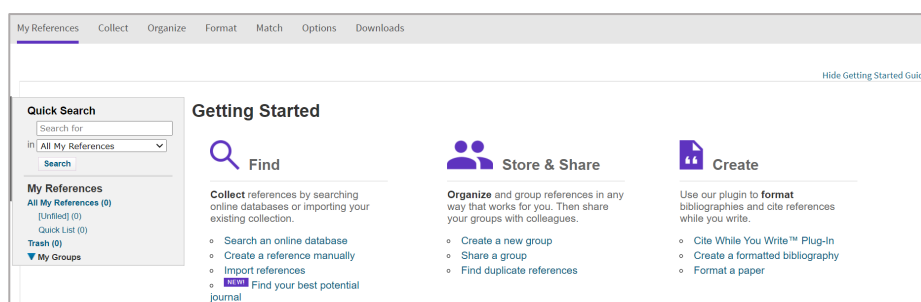 My References Collect Organize Format Match Options Downloads
Hide Getting Started Guid
Quick Search
Search for
in All My References
Search
My References
All My References (0)
[Unfiled] (0)
Quick List (0)
Trash (0)
My Groups
Getting Started
Find
Collect references by searching
online databases or importing your
existing collection.
Search an online database
Create a reference manually
Import references
NEW! Find your best potential
journal
Store & Share
Organize and group references in any
way that works for you. Then share
your groups with colleagues.
Create a new group
Share a group
Find duplicate references
Create
Use our plugin to format
bibliographies and cite references
while you write.
Cite While You Write™ Plug-In
Create a formatted bibliography
Format a paper